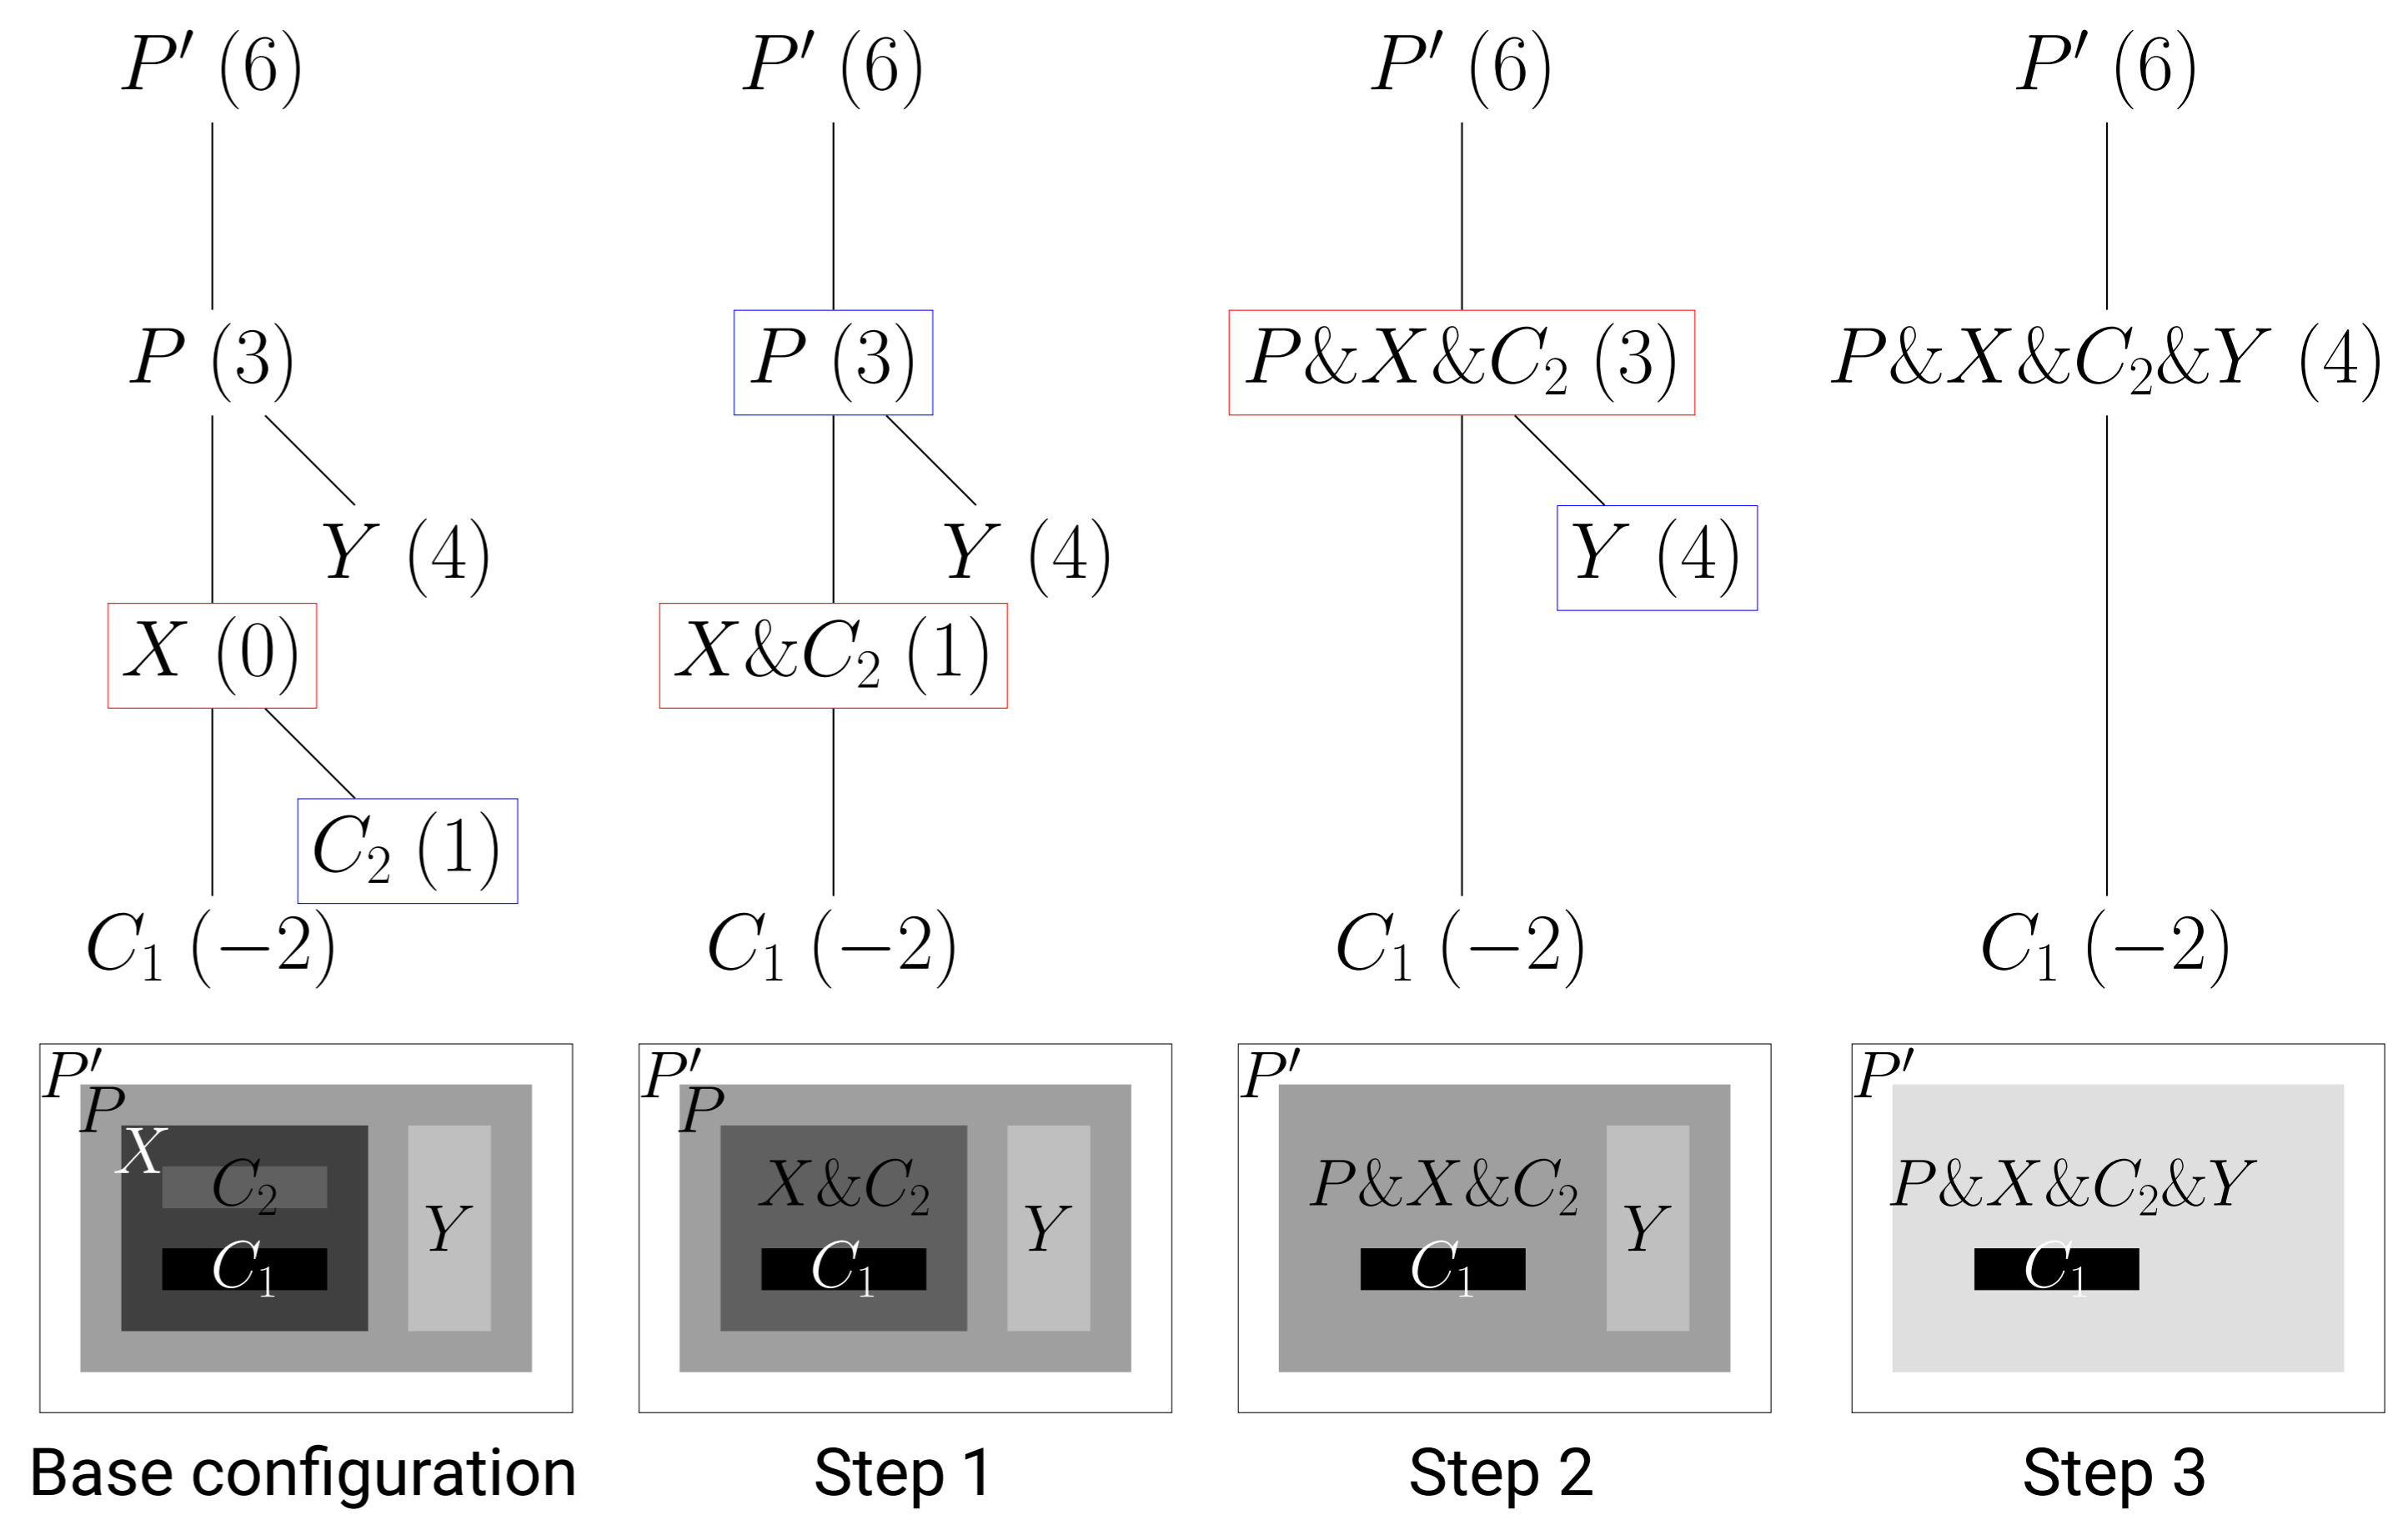 P′ (6) P′ (6) P′ (6) P′ (6)
P (3) P (3) P&X&C₂ (3) P&X&C₂&Y (4)
Y (4) Y (4) Y (4)
X (0) X&C₂ (1)
C₂ (1)
C₁ (−2) C₁ (−2) C₁ (−2) C₁ (−2)
P′ P′ P′ P′
P P
X
C₂ X&C₂ P&X&C₂ P&X&C₂&Y
Y Y Y
C₁ C₁ C₁ C₁
Base configuration Step 1 Step 2 Step 3